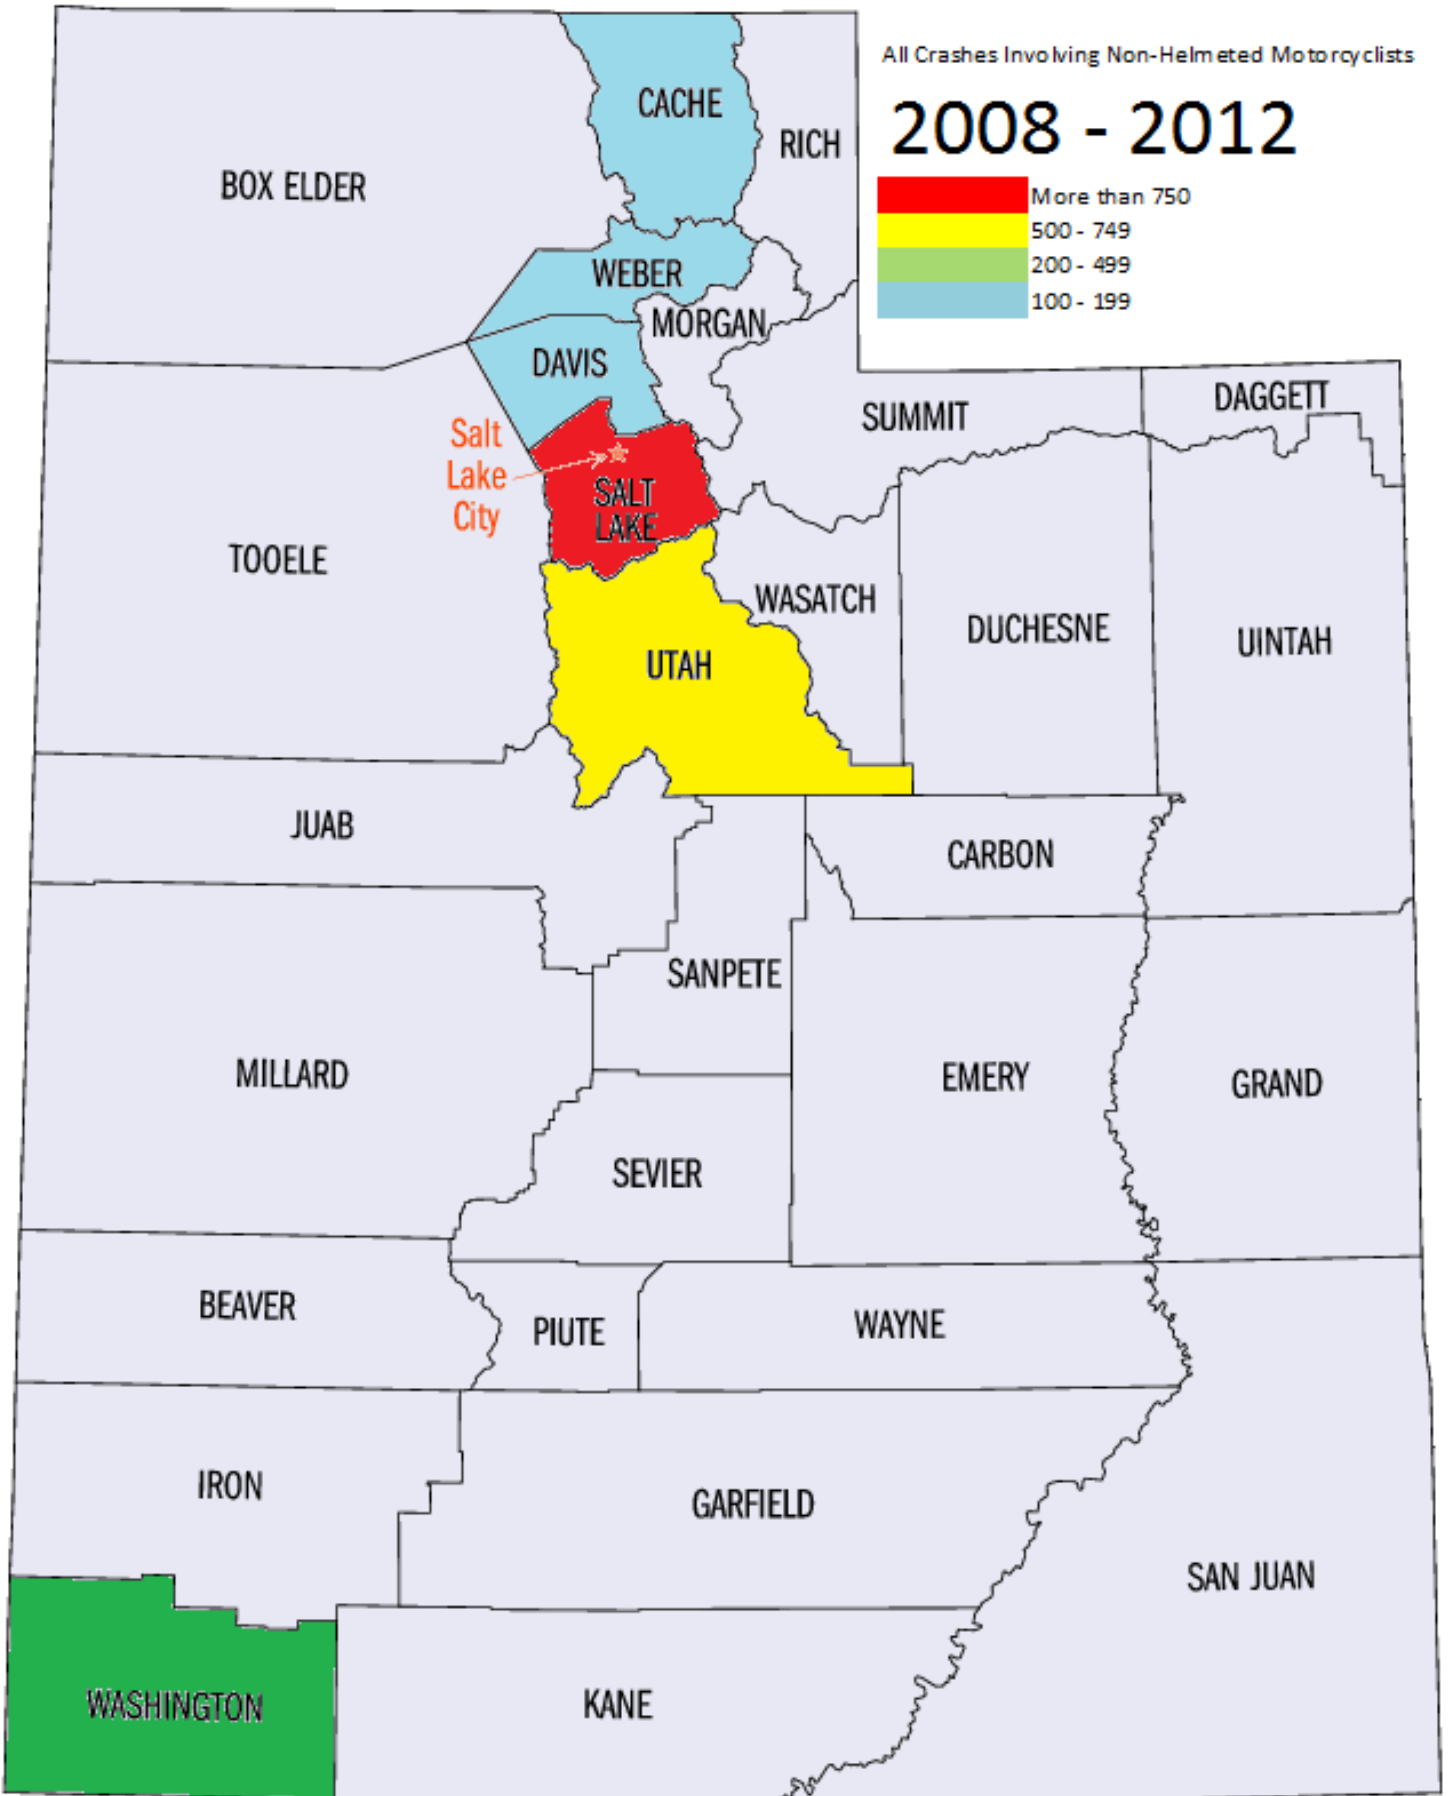 All Crashes Involving Non-Helmeted Motorcyclists
2008 - 2012
More than 750
500 - 749
200 - 499
100 - 199
CACHE
RICH
BOX ELDER
WEBER
MORGAN
DAVIS
DAGGETT
SUMMIT
Salt
Lake
City
SALT
LAKE
TOOELE
WASATCH
DUCHESNE
UINTAH
UTAH
JUAB
CARBON
SANPETE
MILLARD
EMERY
GRAND
SEVIER
BEAVER
PIUTE
WAYNE
IRON
GARFIELD
SAN JUAN
WASHINGTON
KANE